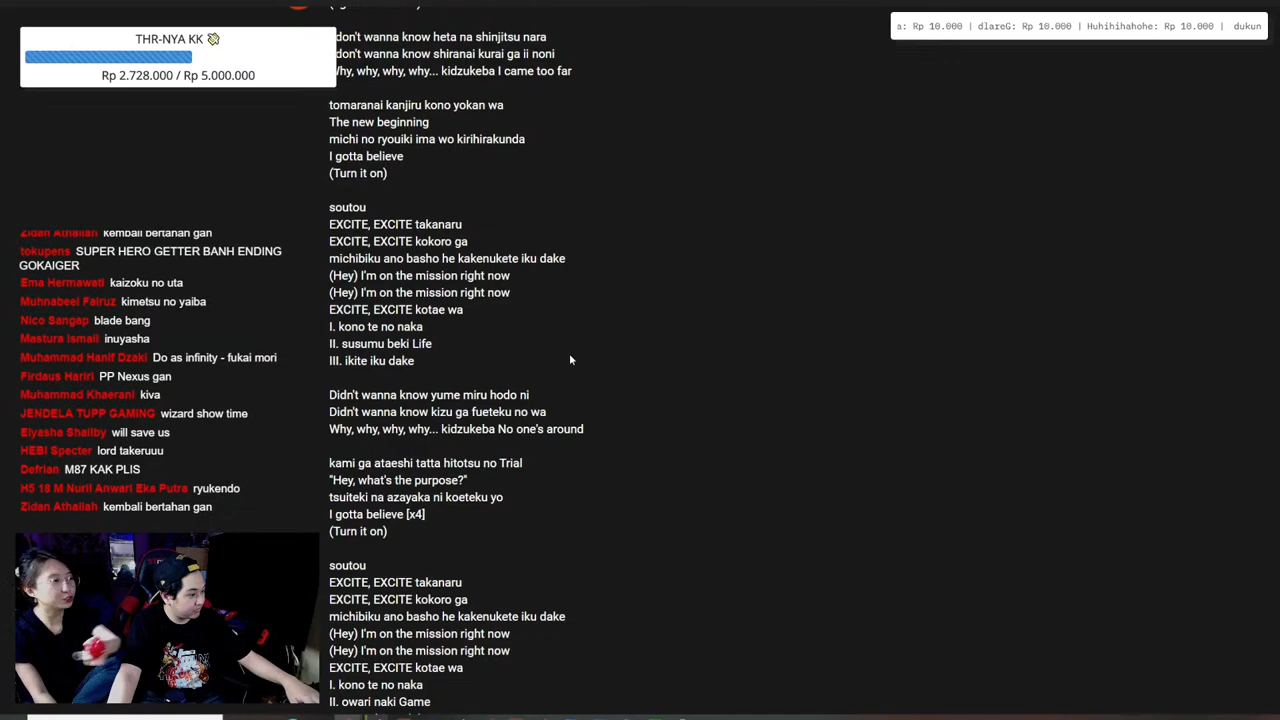 THR-NYA KK
Rp 2.728.000 / Rp 5.000.000
a: Rp 10.000 | dlareG: Rp 10.000 | Huhihihahohe: Rp 10.000 | dukun
don't wanna know heta na shinjitsu nara
don't wanna know shiranai kurai ga ii noni
Why, why, why, why... kidzukeba I came too far
tomaranai kanjiru kono yokan wa
The new beginning
michi no ryouiki ima wo kirihirakunda
I gotta believe
(Turn it on)
soutou
EXCITE, EXCITE takanaru
EXCITE, EXCITE kokoro ga
michibiku ano basho he kakenukete iku dake
(Hey) I'm on the mission right now
(Hey) I'm on the mission right now
EXCITE, EXCITE kotae wa
I. kono te no naka
II. susumu beki Life
III. ikite iku dake
Didn't wanna know yume miru hodo ni
Didn't wanna know kizu ga fueteku no wa
Why, why, why, why... kidzukeba No one's around
kami ga ataeshi tatta hitotsu no Trial
"Hey, what's the purpose?"
tsuiteki na azayaka ni koeteku yo
I gotta believe [x4]
(Turn it on)
soutou
EXCITE, EXCITE takanaru
EXCITE, EXCITE kokoro ga
michibiku ano basho he kakenukete iku dake
(Hey) I'm on the mission right now
(Hey) I'm on the mission right now
EXCITE, EXCITE kotae wa
I. kono te no naka
II. owari naki Game
Zidan Athallah kembali bertahan gan
tokupens SUPER HERO GETTER BANH ENDING
GOKAIGER
Ema Hermawati kaizoku no uta
Muhnabeel Fairuz kimetsu no yaiba
Nico Sangap blade bang
Mastura Ismail inuyasha
Muhammad Hanif Dzaki Do as infinity - fukai mori
Firdaus Hariri PP Nexus gan
Muhammad Khaerani kiva
JENDELA TUPP GAMING wizard show time
Elyasha Shallby will save us
HEBI Specter lord takeruuu
Defrian M87 KAK PLIS
H5 18 M Nuril Anwari Eka Putra ryukendo
Zidan Athallah kembali bertahan gan